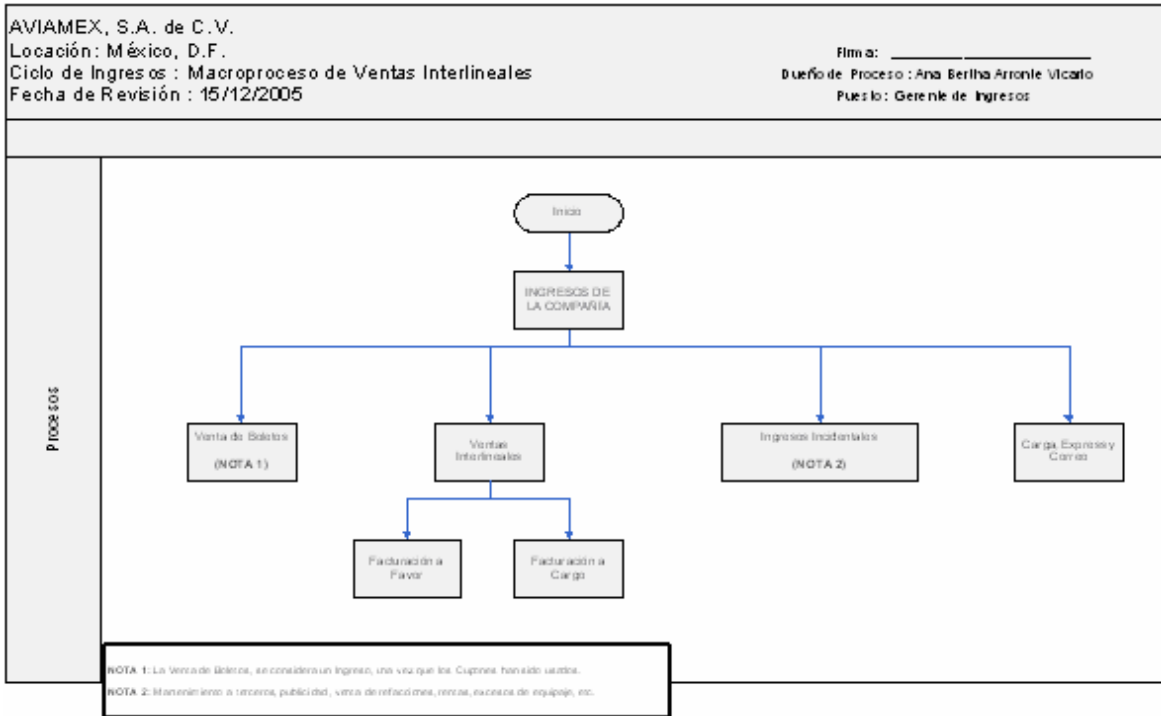 AVIAMEX, S.A. de C.V.
Locación: México, D.F.
Ciclo de Ingresos : Macroproceso de Ventas Interlineales
Fecha de Revisión : 15/12/2005
Firma:
Dueño de Proceso : Ana Bertha Arronte Vicario
Puesto : Gerente de Ingresos
Procesos
Inicio
INGRESOS DE
LA COMPAÑÍA
Venta de Boletos
(NOTA 1)
Ventas
Interlineales
Ingresos Incidentales
(NOTA 2)
Carga, Express y
Correo
Facturación a
Favor
Facturación a
Cargo
NOTA 1: La Venta de Boletos, se considera un Ingreso, una vez que los Cupones han sido usados.
NOTA 2: Mantenimiento a terceros, publicidad, venta de refacciones, rentas, excesos de equipaje, etc.